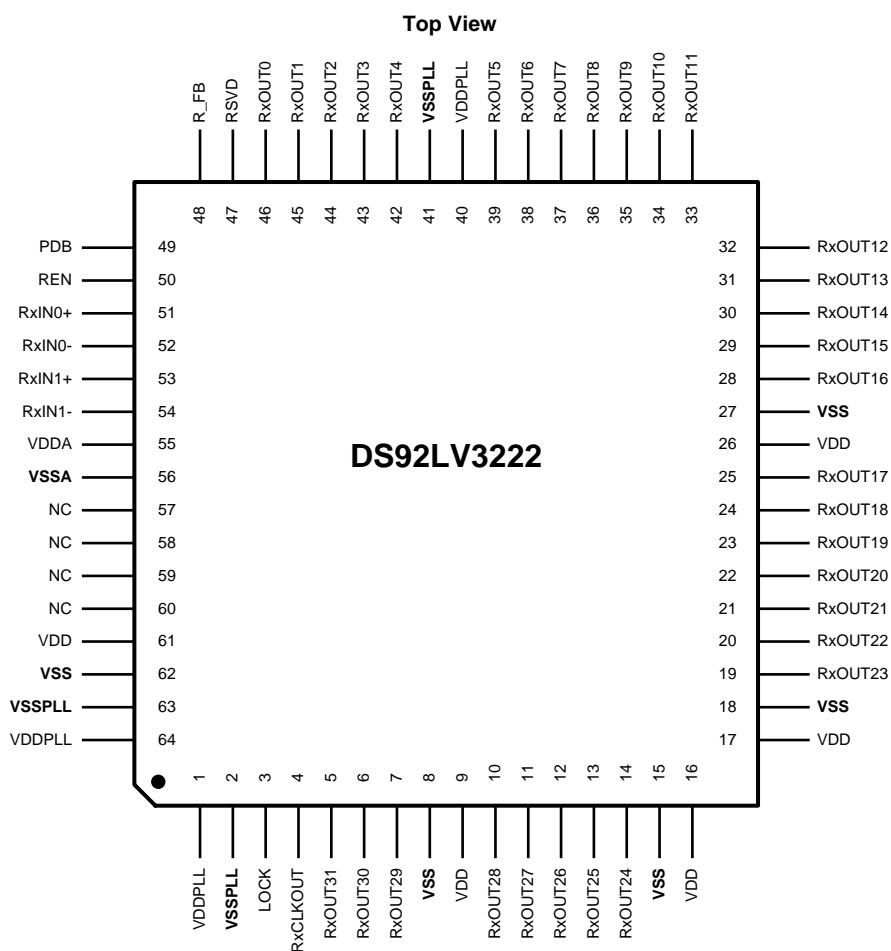 Top View
R_FB
RSVD
RxOUT0
RxOUT1
RxOUT2
RxOUT3
RxOUT4
VSSPLL
VDDPLL
RxOUT5
RxOUT6
RxOUT7
RxOUT8
RxOUT9
RxOUT10
RxOUT11
48
47
46
45
44
43
42
41
40
39
38
37
36
35
34
33
PDB 49
REN 50
RxIN0+ 51
RxIN0- 52
RxIN1+ 53
RxIN1- 54
VDDA 55
VSSA 56
NC 57
NC 58
NC 59
NC 60
VDD 61
VSS 62
VSSPLL 63
VDDPLL 64
DS92LV3222
32 RxOUT12
31 RxOUT13
30 RxOUT14
29 RxOUT15
28 RxOUT16
27 VSS
26 VDD
25 RxOUT17
24 RxOUT18
23 RxOUT19
22 RxOUT20
21 RxOUT21
20 RxOUT22
19 RxOUT23
18 VSS
17 VDD
1
2
3
4
5
6
7
8
9
10
11
12
13
14
15
16
VDDPLL
VSSPLL
LOCK
RxCLKOUT
RxOUT31
RxOUT30
RxOUT29
VSS
VDD
RxOUT28
RxOUT27
RxOUT26
RxOUT25
RxOUT24
VSS
VDD